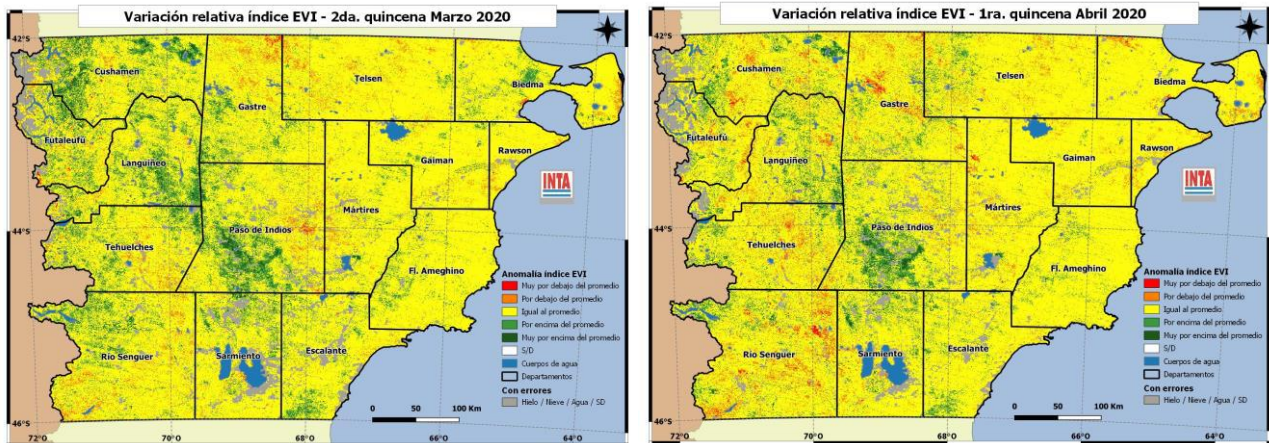 Variación relativa índice EVI - 2da. quincena Marzo 2020
42°S
Cushamen
Telsen
Biedma
Gastre
Futaleufú
Languiñeo
Gaiman
Rawson
INTA
Mártires
44°S
Paso de Indios
Tehuelches
Fl. Ameghino
Anomalía índice EVI
Muy por debajo del promedio
Por debajo del promedio
Igual al promedio
Por encima del promedio
Muy por encima del promedio
S/D
Cuerpos de agua
Departamentos
Con errores
Hielo / Nieve / Agua / SD
Río Senguer
Sarmiento
Escalante
0 50 100 Km
46°S
72°O 70°O 68°O 66°O 64°O
Variación relativa índice EVI - 1ra. quincena Abril 2020
42°S
Cushamen
Telsen
Biedma
Gastre
Futaleufú
Languiñeo
Gaiman
Rawson
INTA
Mártires
44°S
Paso de Indios
Tehuelches
Fl. Ameghino
Anomalía índice EVI
Muy por debajo del promedio
Por debajo del promedio
Igual al promedio
Por encima del promedio
Muy por encima del promedio
S/D
Cuerpos de agua
Departamentos
Con errores
Hielo / Nieve / Agua / SD
Río Senguer
Sarmiento
Escalante
0 50 100 Km
46°S
72°O 70°O 68°O 66°O 64°O